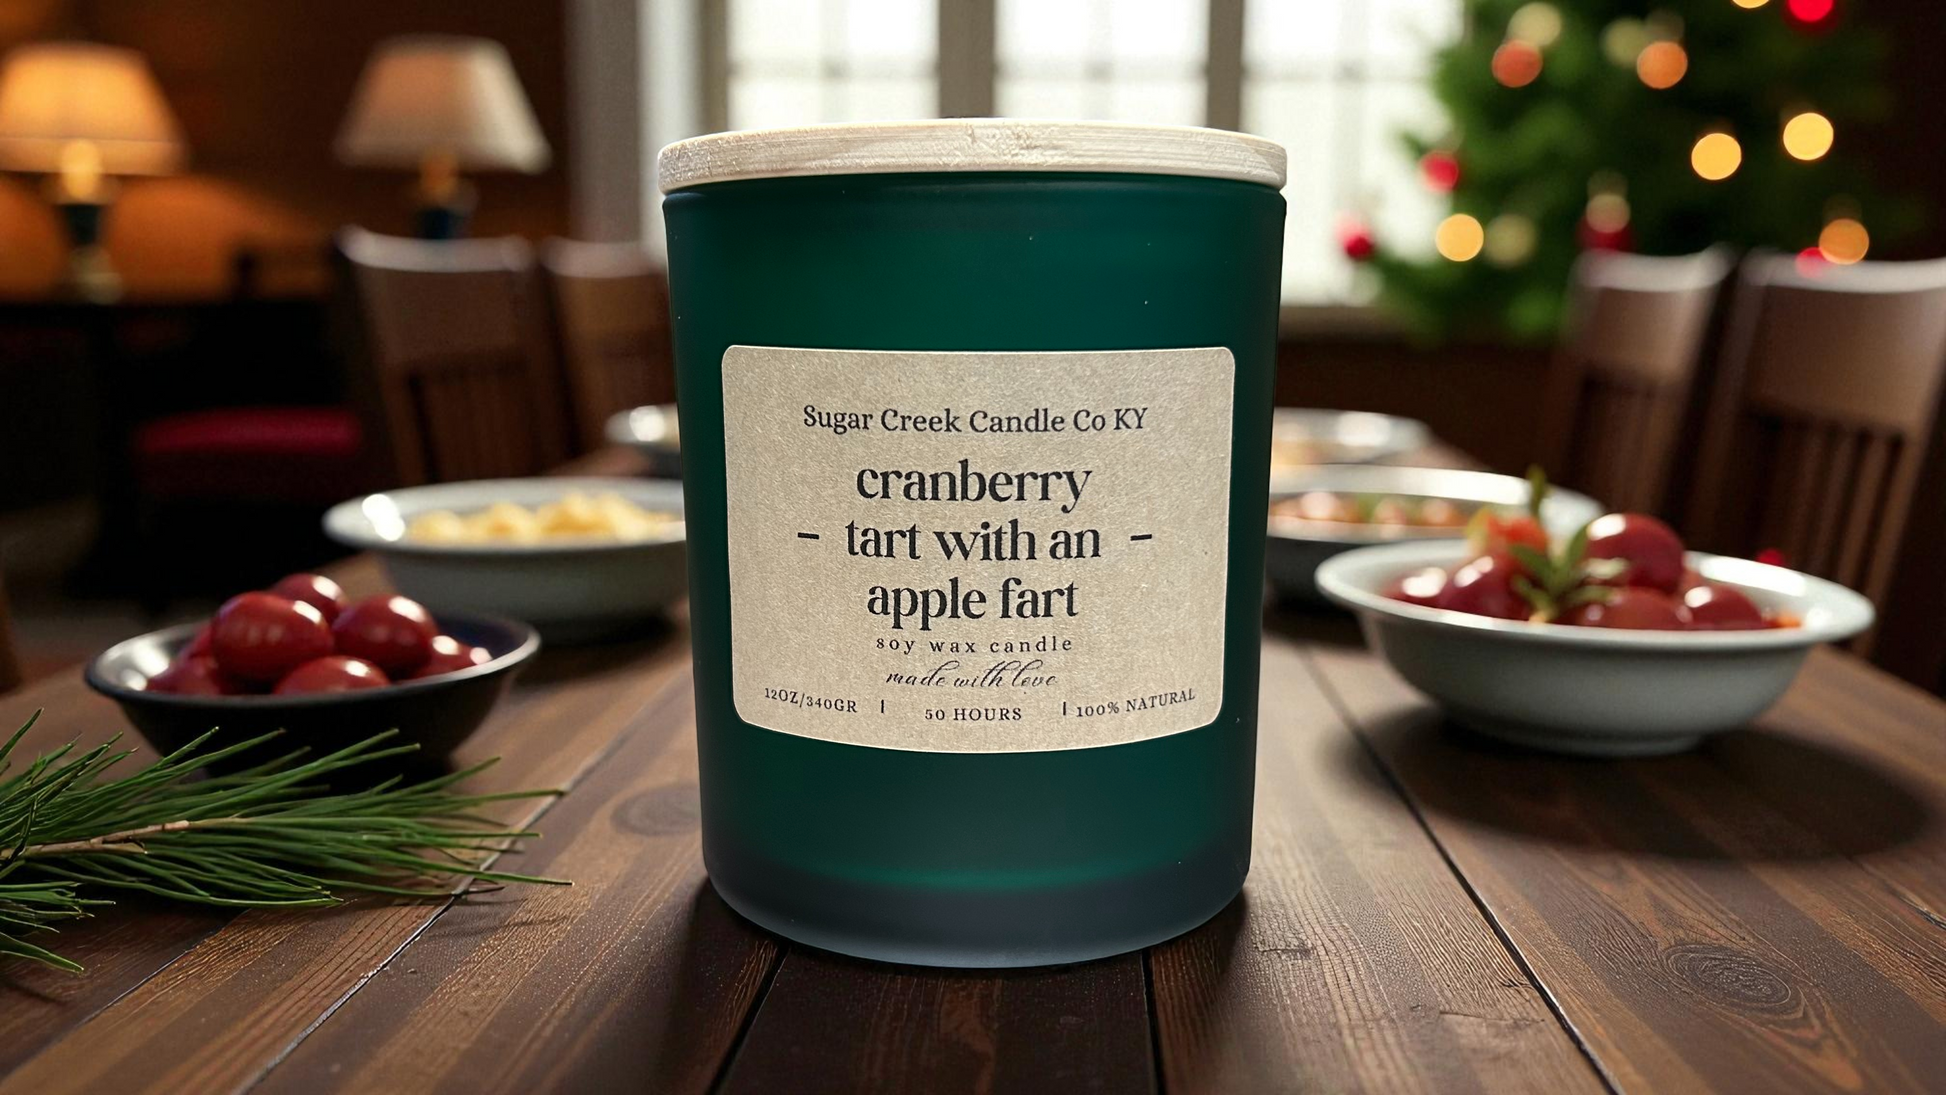 Sugar Creek Candle Co KY
cranberry
- tart with an -
apple fart
soy wax candle
made with love
12OZ/340GR | 50 HOURS | 100% NATURAL